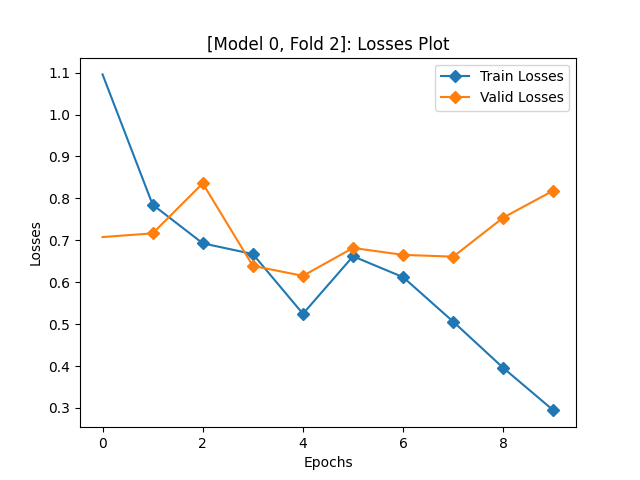 [Model 0, Fold 2]: Losses Plot
Train Losses
Valid Losses
Losses
1.1
1.0
0.9
0.8
0.7
0.6
0.5
0.4
0.3
0 2 4 6 8
Epochs